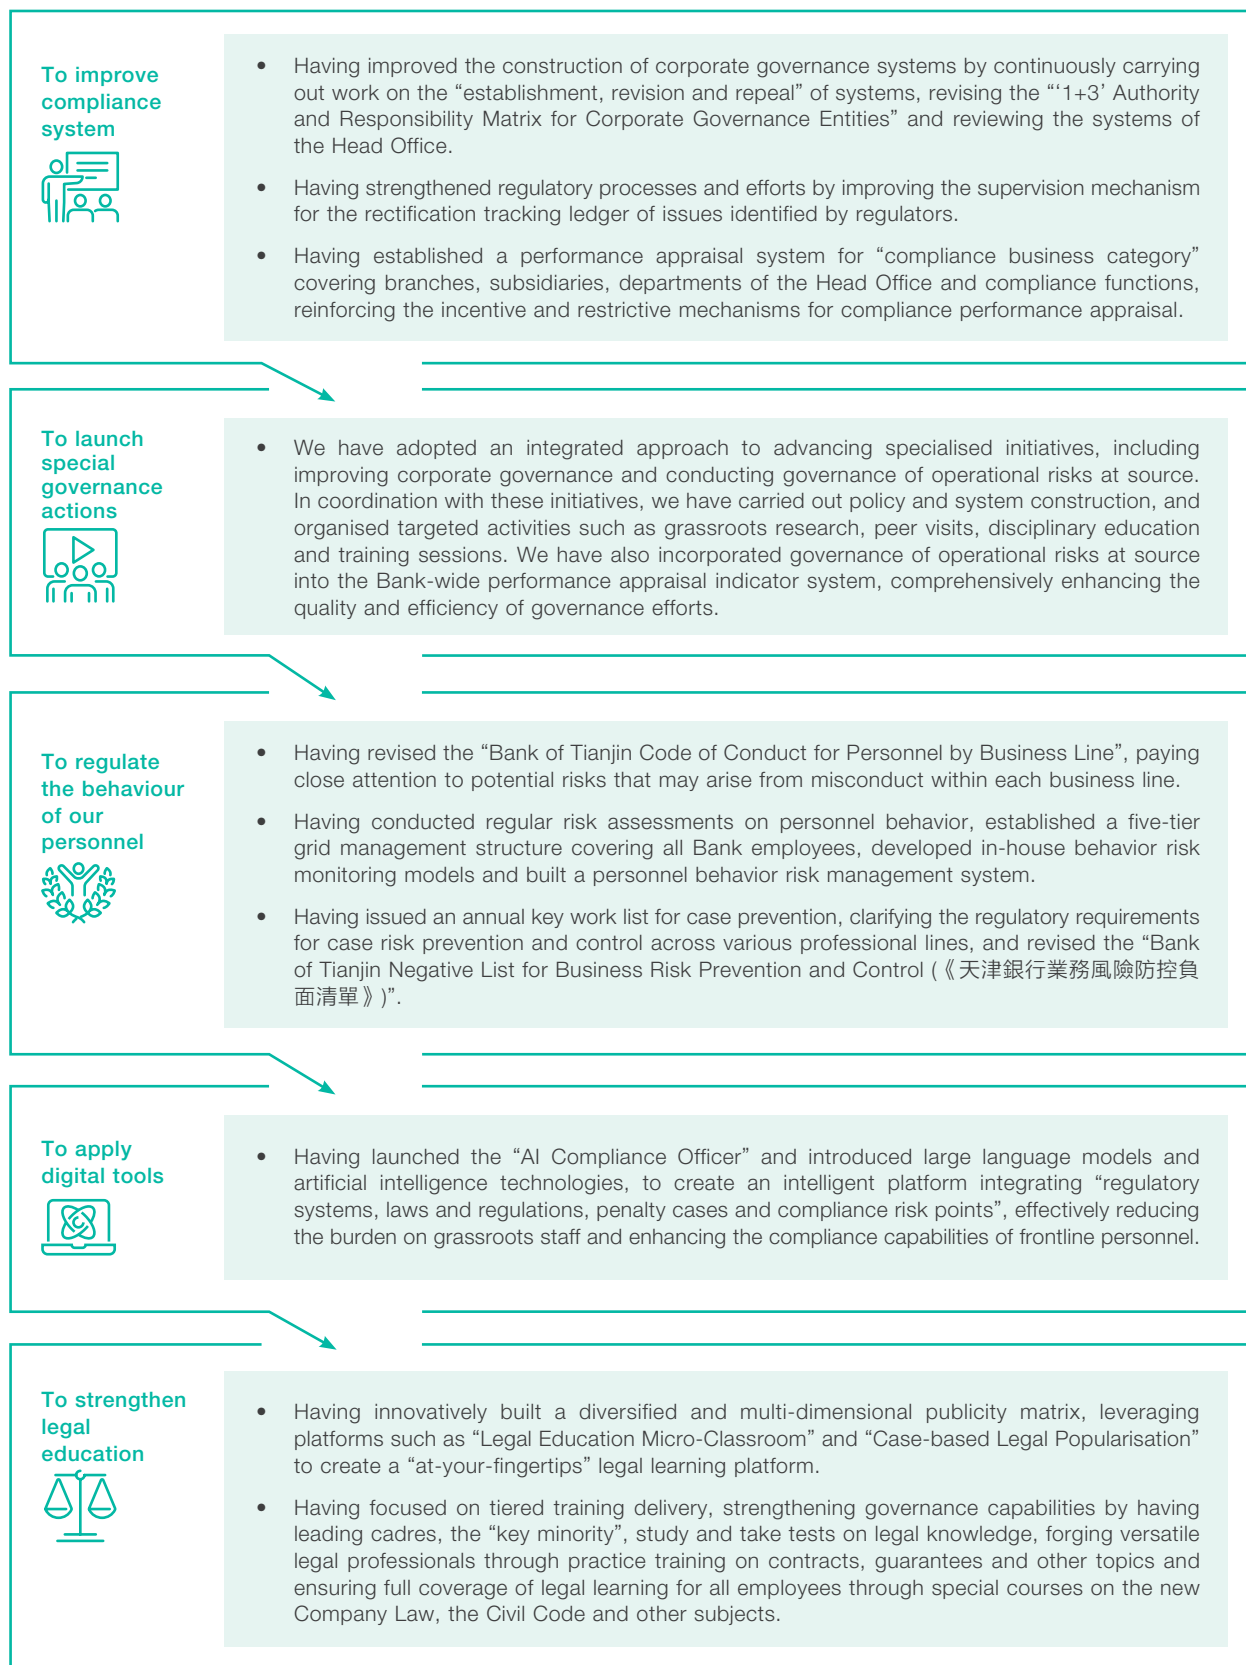 To improve
compliance
system
• Having improved the construction of corporate governance systems by continuously carrying
out work on the “establishment, revision and repeal” of systems, revising the “‘1+3’ Authority
and Responsibility Matrix for Corporate Governance Entities” and reviewing the systems of
the Head Office.
• Having strengthened regulatory processes and efforts by improving the supervision mechanism
for the rectification tracking ledger of issues identified by regulators.
• Having established a performance appraisal system for “compliance business category”
covering branches, subsidiaries, departments of the Head Office and compliance functions,
reinforcing the incentive and restrictive mechanisms for compliance performance appraisal.
To launch
special
governance
actions
• We have adopted an integrated approach to advancing specialised initiatives, including
improving corporate governance and conducting governance of operational risks at source.
In coordination with these initiatives, we have carried out policy and system construction, and
organised targeted activities such as grassroots research, peer visits, disciplinary education
and training sessions. We have also incorporated governance of operational risks at source
into the Bank-wide performance appraisal indicator system, comprehensively enhancing the
quality and efficiency of governance efforts.
To regulate
the behaviour
of our
personnel
• Having revised the “Bank of Tianjin Code of Conduct for Personnel by Business Line”, paying
close attention to potential risks that may arise from misconduct within each business line.
• Having conducted regular risk assessments on personnel behavior, established a five-tier
grid management structure covering all Bank employees, developed in-house behavior risk
monitoring models and built a personnel behavior risk management system.
• Having issued an annual key work list for case prevention, clarifying the regulatory requirements
for case risk prevention and control across various professional lines, and revised the “Bank
of Tianjin Negative List for Business Risk Prevention and Control (《天津銀行業務風險防控負
面清單》)”.
To apply
digital tools
• Having launched the “AI Compliance Officer” and introduced large language models and
artificial intelligence technologies, to create an intelligent platform integrating “regulatory
systems, laws and regulations, penalty cases and compliance risk points”, effectively reducing
the burden on grassroots staff and enhancing the compliance capabilities of frontline personnel.
To strengthen
legal
education
• Having innovatively built a diversified and multi-dimensional publicity matrix, leveraging
platforms such as “Legal Education Micro-Classroom” and “Case-based Legal Popularisation”
to create a “at-your-fingertips” legal learning platform.
• Having focused on tiered training delivery, strengthening governance capabilities by having
leading cadres, the “key minority”, study and take tests on legal knowledge, forging versatile
legal professionals through practice training on contracts, guarantees and other topics and
ensuring full coverage of legal learning for all employees through special courses on the new
Company Law, the Civil Code and other subjects.